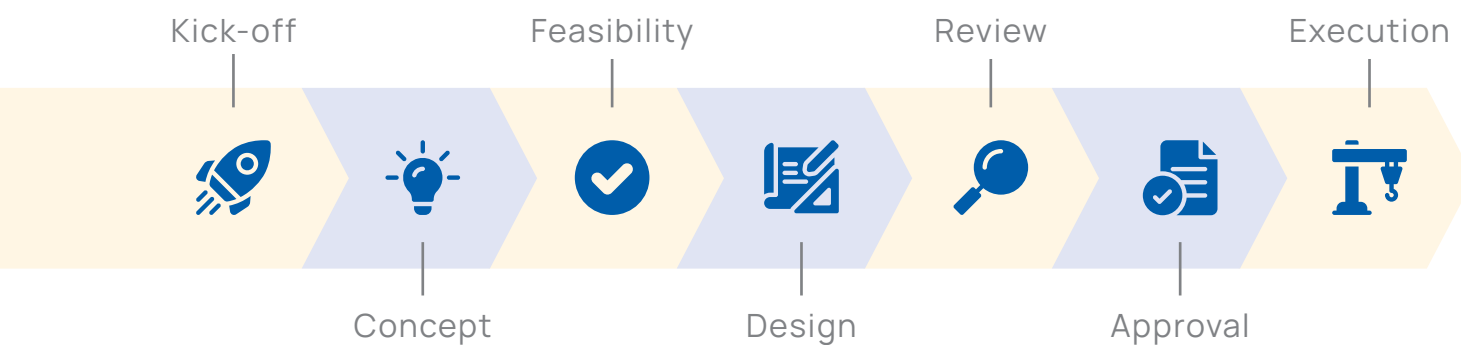 Kick-off
Feasibility
Review
Execution
Concept
Design
Approval